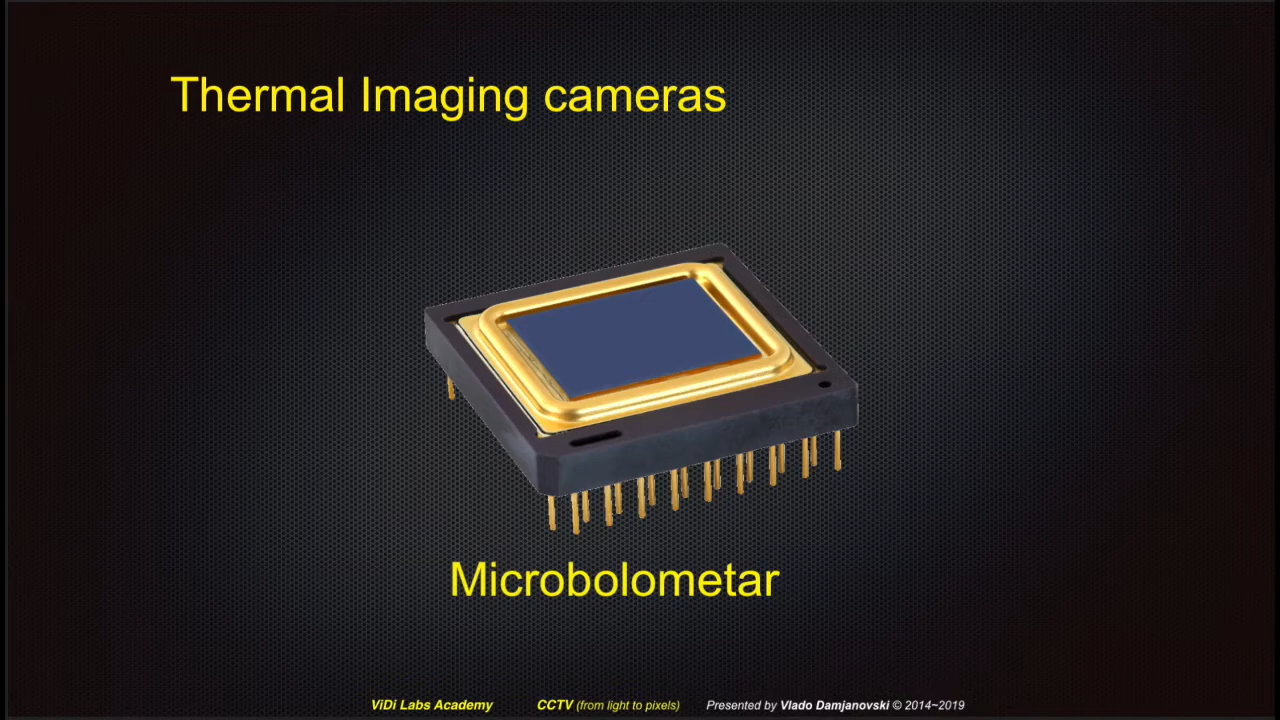 Thermal Imaging cameras
Microbolometar
ViDi Labs Academy CCTV (from light to pixels) Presented by Vlado Damjanovski © 2014~2019